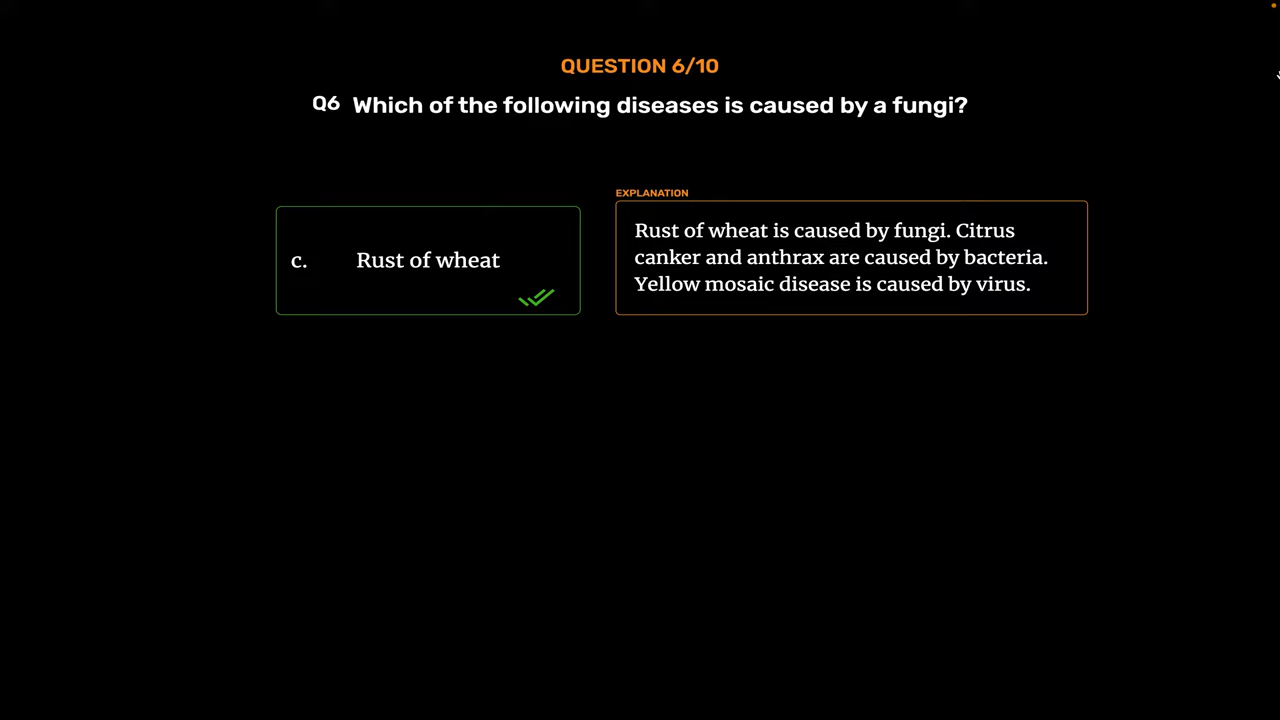 QUESTION 6/10
Q6 Which of the following diseases is caused by a fungi?
c. Rust of wheat
EXPLANATION
Rust of wheat is caused by fungi. Citrus
canker and anthrax are caused by bacteria.
Yellow mosaic disease is caused by virus.